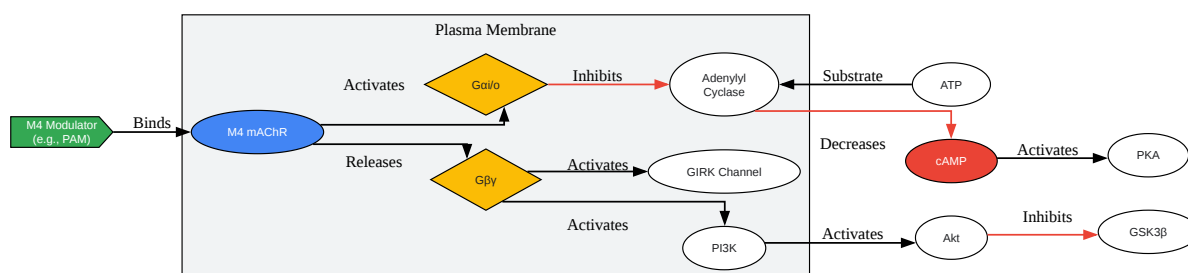 Plasma Membrane
M4 Modulator
(e.g., PAM)
Binds
M4 mAChR
Activates
Gαi/o
Inhibits
Adenylyl
Cyclase
Substrate
ATP
Decreases
cAMP
Activates
PKA
Releases
Gβγ
Activates
GIRK Channel
Activates
PI3K
Activates
Akt
Inhibits
GSK3β